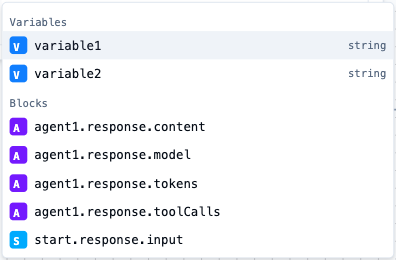 Variables
V variable1 string
V variable2 string
Blocks
A agent1.response.content
A agent1.response.model
A agent1.response.tokens
A agent1.response.toolCalls
S start.response.input